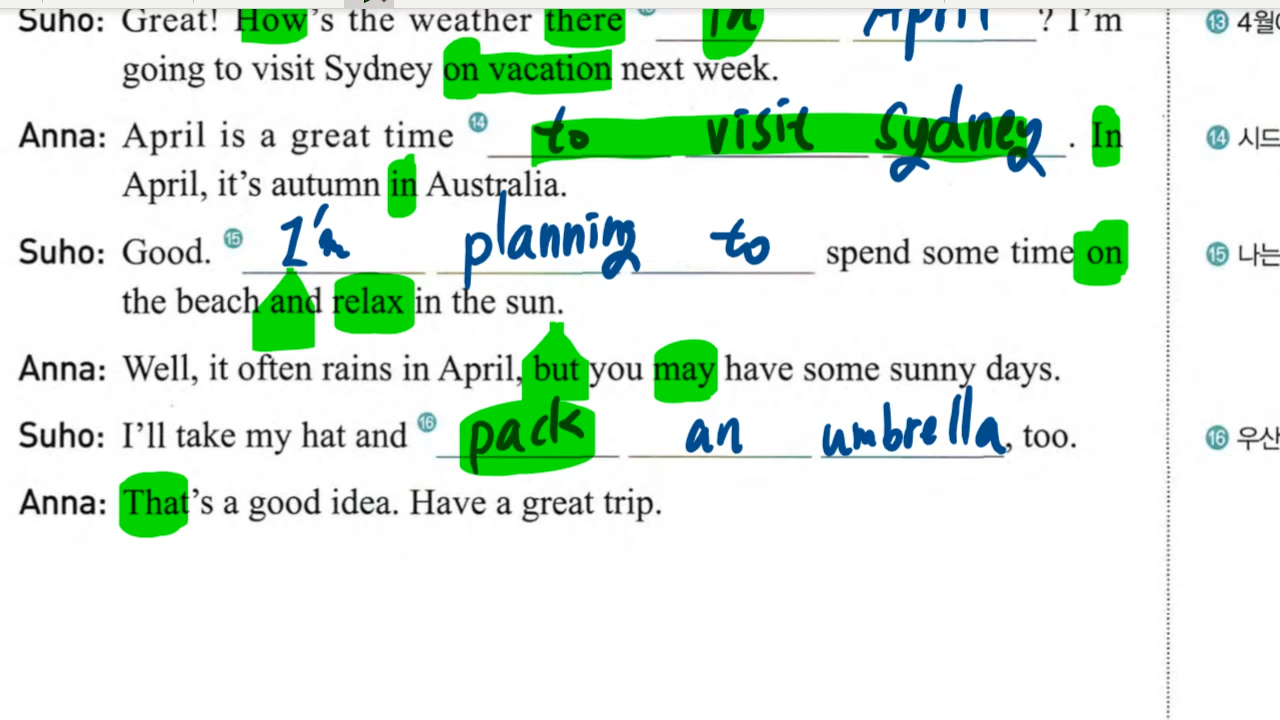 Suho: Great! How's the weather there in April ? I'm ⑬ 4월
going to visit Sydney on vacation next week.
Anna: April is a great time ⑭ to visit sydney . In ⑭ 시드
April, it's autumn in Australia.
Suho: Good. ⑮ I'm planning to spend some time on ⑮ 나는
the beach and relax in the sun.
Anna: Well, it often rains in April, but you may have some sunny days.
Suho: I'll take my hat and ⑯ pack an umbrella, too. ⑯ 우산
Anna: That's a good idea. Have a great trip.